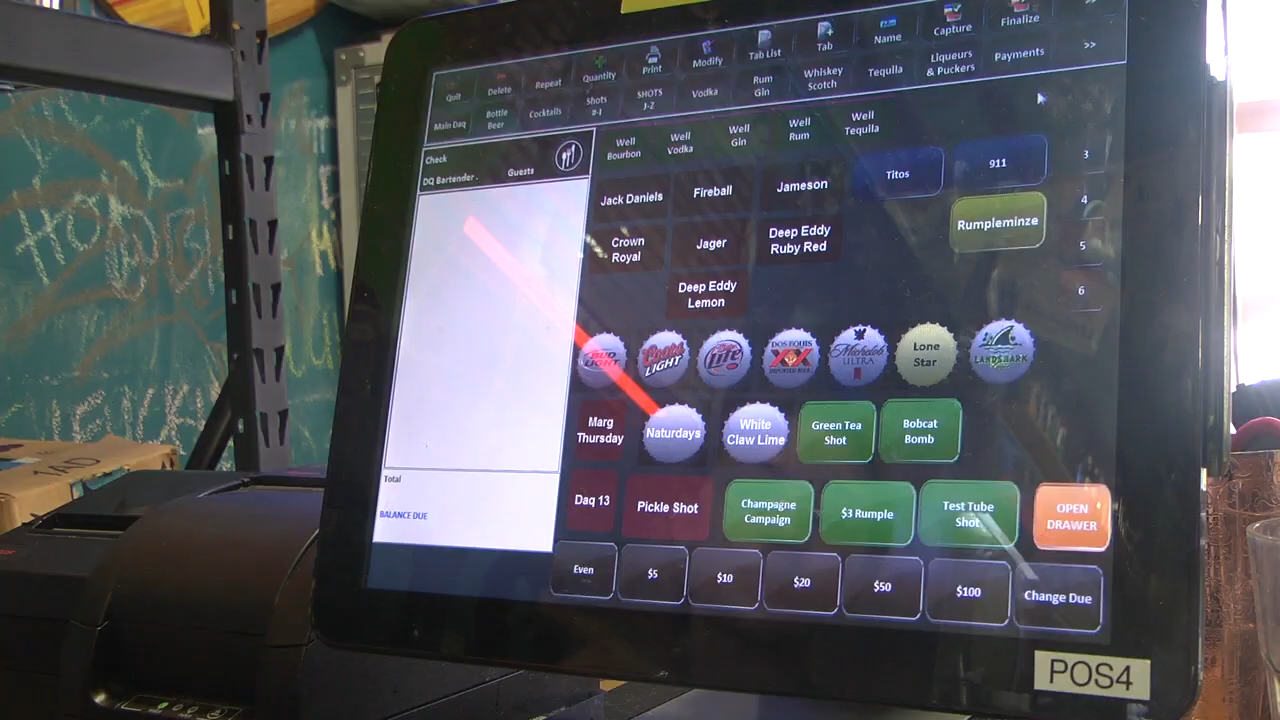 Quit
Delete
Repeat
Quantity
Print
Modify
Tab List
Tab
Name
Capture
Finalize
>>
Main Daq
Bottle
Beer
Cocktails
Shots
#-I
SHOTS
J-Z
Vodka
Rum
Gin
Whiskey
Scotch
Tequila
Liqueurs
& Puckers
Payments
>>
Check
DQ Bartender .
Guests
Well
Bourbon
Well
Vodka
Well
Gin
Well
Rum
Well
Tequila
Jack Daniels
Fireball
Jameson
Titos
911
3
4
5
6
Crown
Royal
Jager
Deep Eddy
Ruby Red
Rumpleminze
Deep Eddy
Lemon
BUD
LIGHT
Coors
LIGHT
Lite
DOS EQUIS
XX
Michelob
ULTRA
Lone
Star
LANDSHARK
Marg
Thursday
Naturdays
White
Claw Lime
Green Tea
Shot
Bobcat
Bomb
Daq 13
Pickle Shot
Champagne
Campaign
$3 Rumple
Test Tube
Shot
OPEN
DRAWER
Total
BALANCE DUE
Even
$5
$10
$20
$50
$100
Change Due
POS4